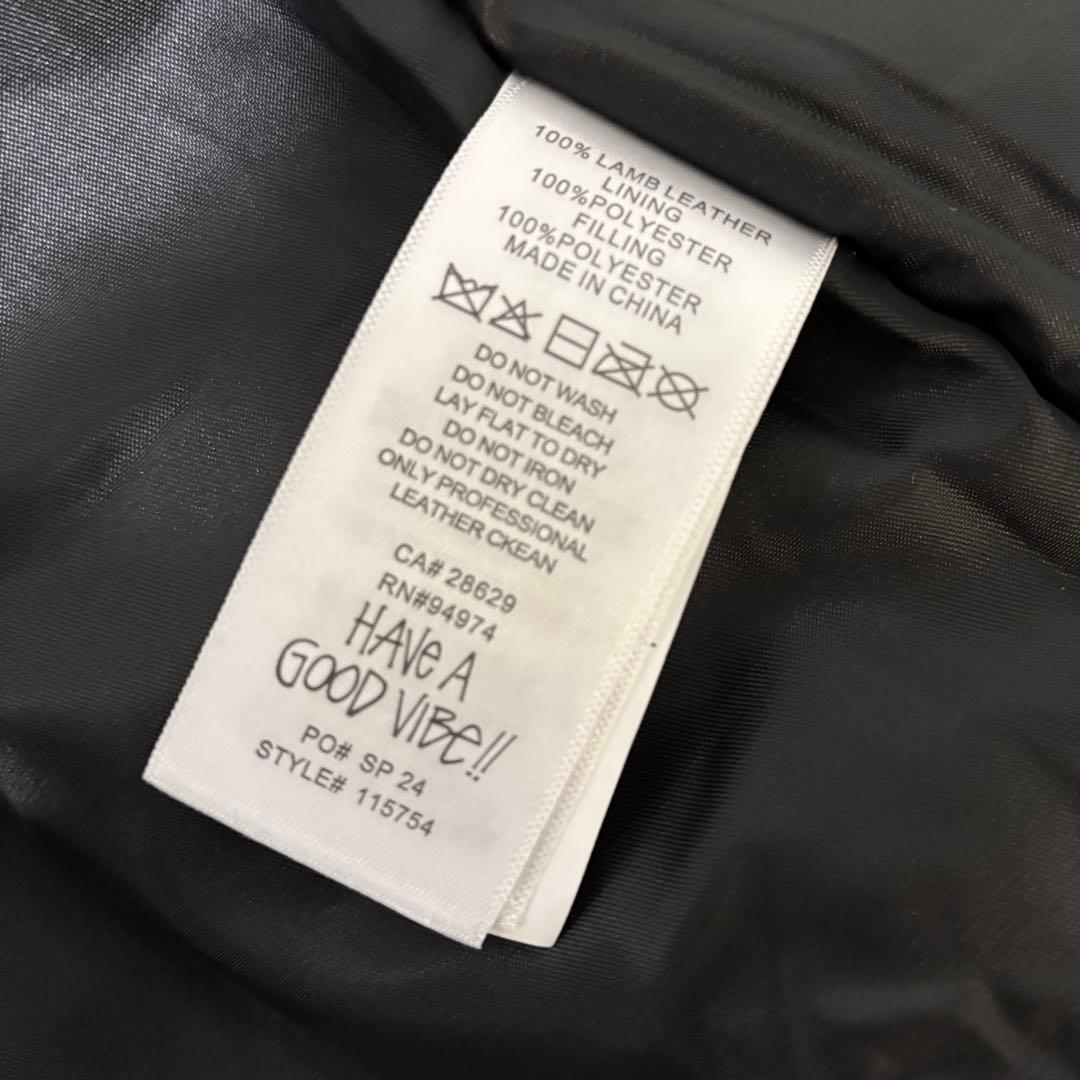 100% LAMB LEATHER
LINING
100%POLYESTER
FILLING
100%POLYESTER
MADE IN CHINA
DO NOT WASH
DO NOT BLEACH
LAY FLAT TO DRY
DO NOT IRON
DO NOT DRY CLEAN
ONLY PROFESSIONAL
LEATHER CKEAN
CA# 28629
RN#94974
HAVe A
GOOD VIBe!!
PO# SP 24
STYLE# 115754